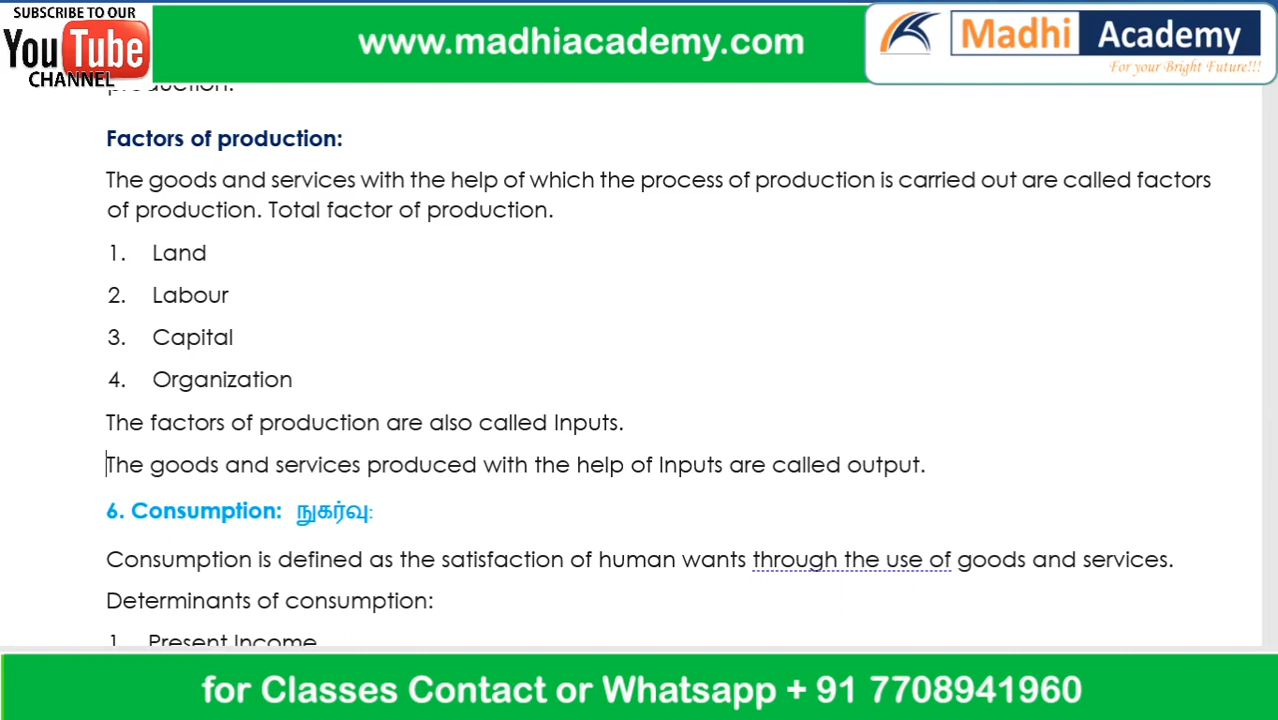 SUBSCRIBE TO OUR
YouTube
CHANNEL
www.madhiacademy.com
Madhi Academy
For your Bright Future!!!
production.
Factors of production:
The goods and services with the help of which the process of production is carried out are called factors
of production. Total factor of production.
1. Land
2. Labour
3. Capital
4. Organization
The factors of production are also called Inputs.
The goods and services produced with the help of Inputs are called output.
6. Consumption: நுகர்வு:
Consumption is defined as the satisfaction of human wants through the use of goods and services.
Determinants of consumption:
1. Present Income
for Classes Contact or Whatsapp + 91 7708941960